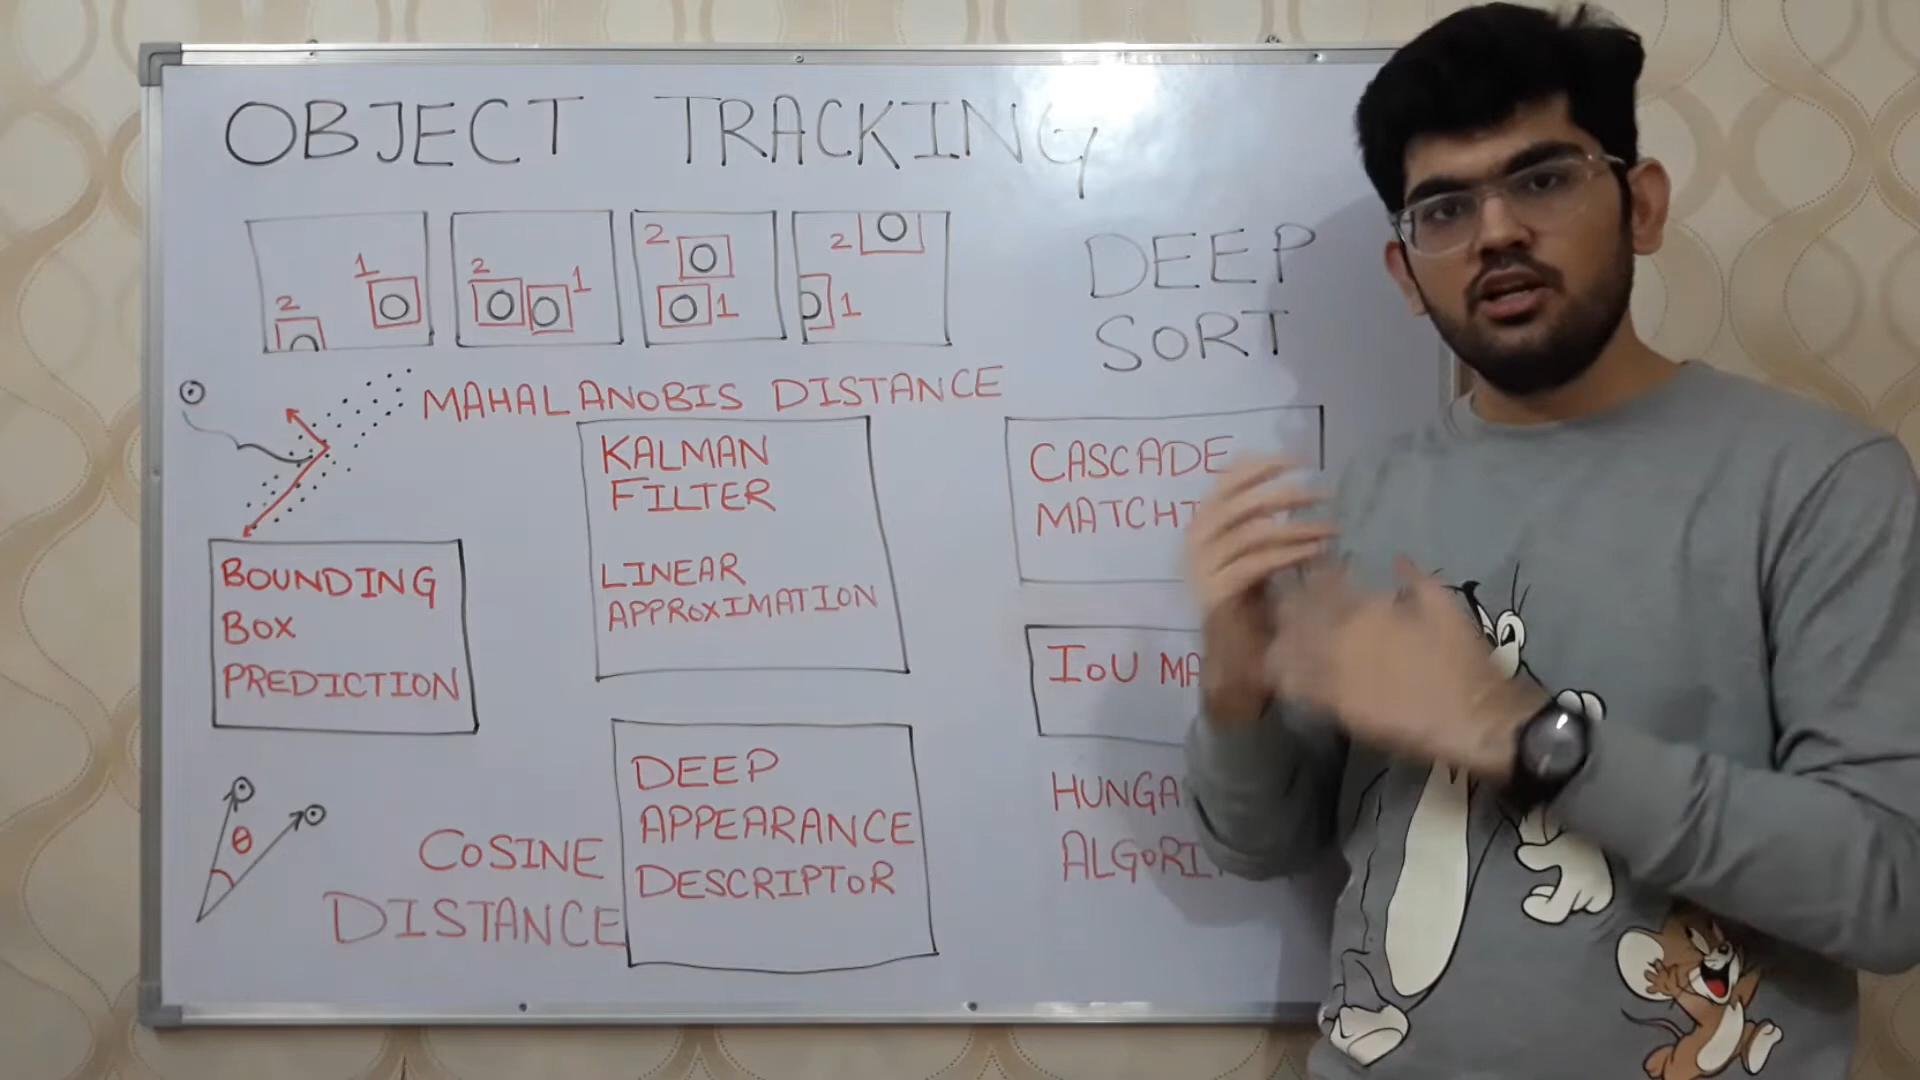 OBJECT TRACKING
1
2
2
1
2
1
2
1
DEEP
SORT
MAHALANOBIS DISTANCE
KALMAN
FILTER
LINEAR
APPROXIMATION
CASCADE
BOUNDING
BOX
PREDICTION
IOU
DEEP
APPEARANCE
DESCRIPTOR
θ
COSINE
DISTANCE